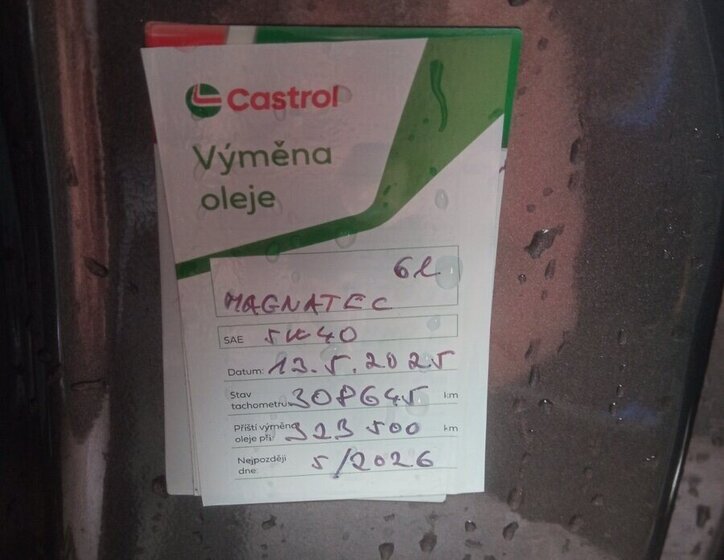 Castrol
Výměna
oleje
6l
MAGNATEC
SAE 5W40
Datum: 13.5.2025
Stav
tachometru: 308645 km
Příští výměna
oleje při: 323 500 km
Nejpozději
dne: 5/2026